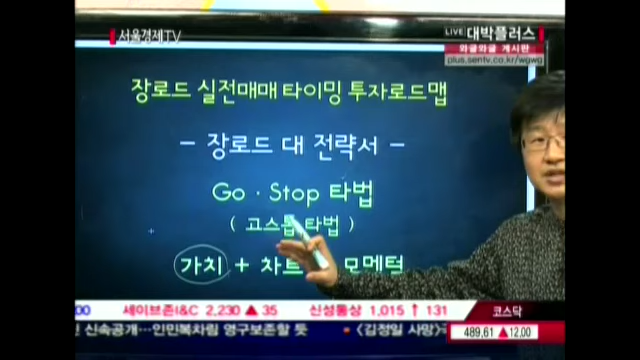 서울경제TV
LIVE 대박플러스
와글와글 게시판
plus.sentv.co.kr/wgwg
장로드 실전매매 타이밍 투자로드맵
- 장로드 대 전략서 -
Go · Stop 타법
( 고스톱 타법 )
가치 + 차트 모멘텀
00 세이브존I&C 2,230 ▲ 35 신성통상 1,015 ↑ 131
코스닥
신속공개…인민복차림 영구보존할 듯 ▪《김정일 사망》
489.61 ▲12.00